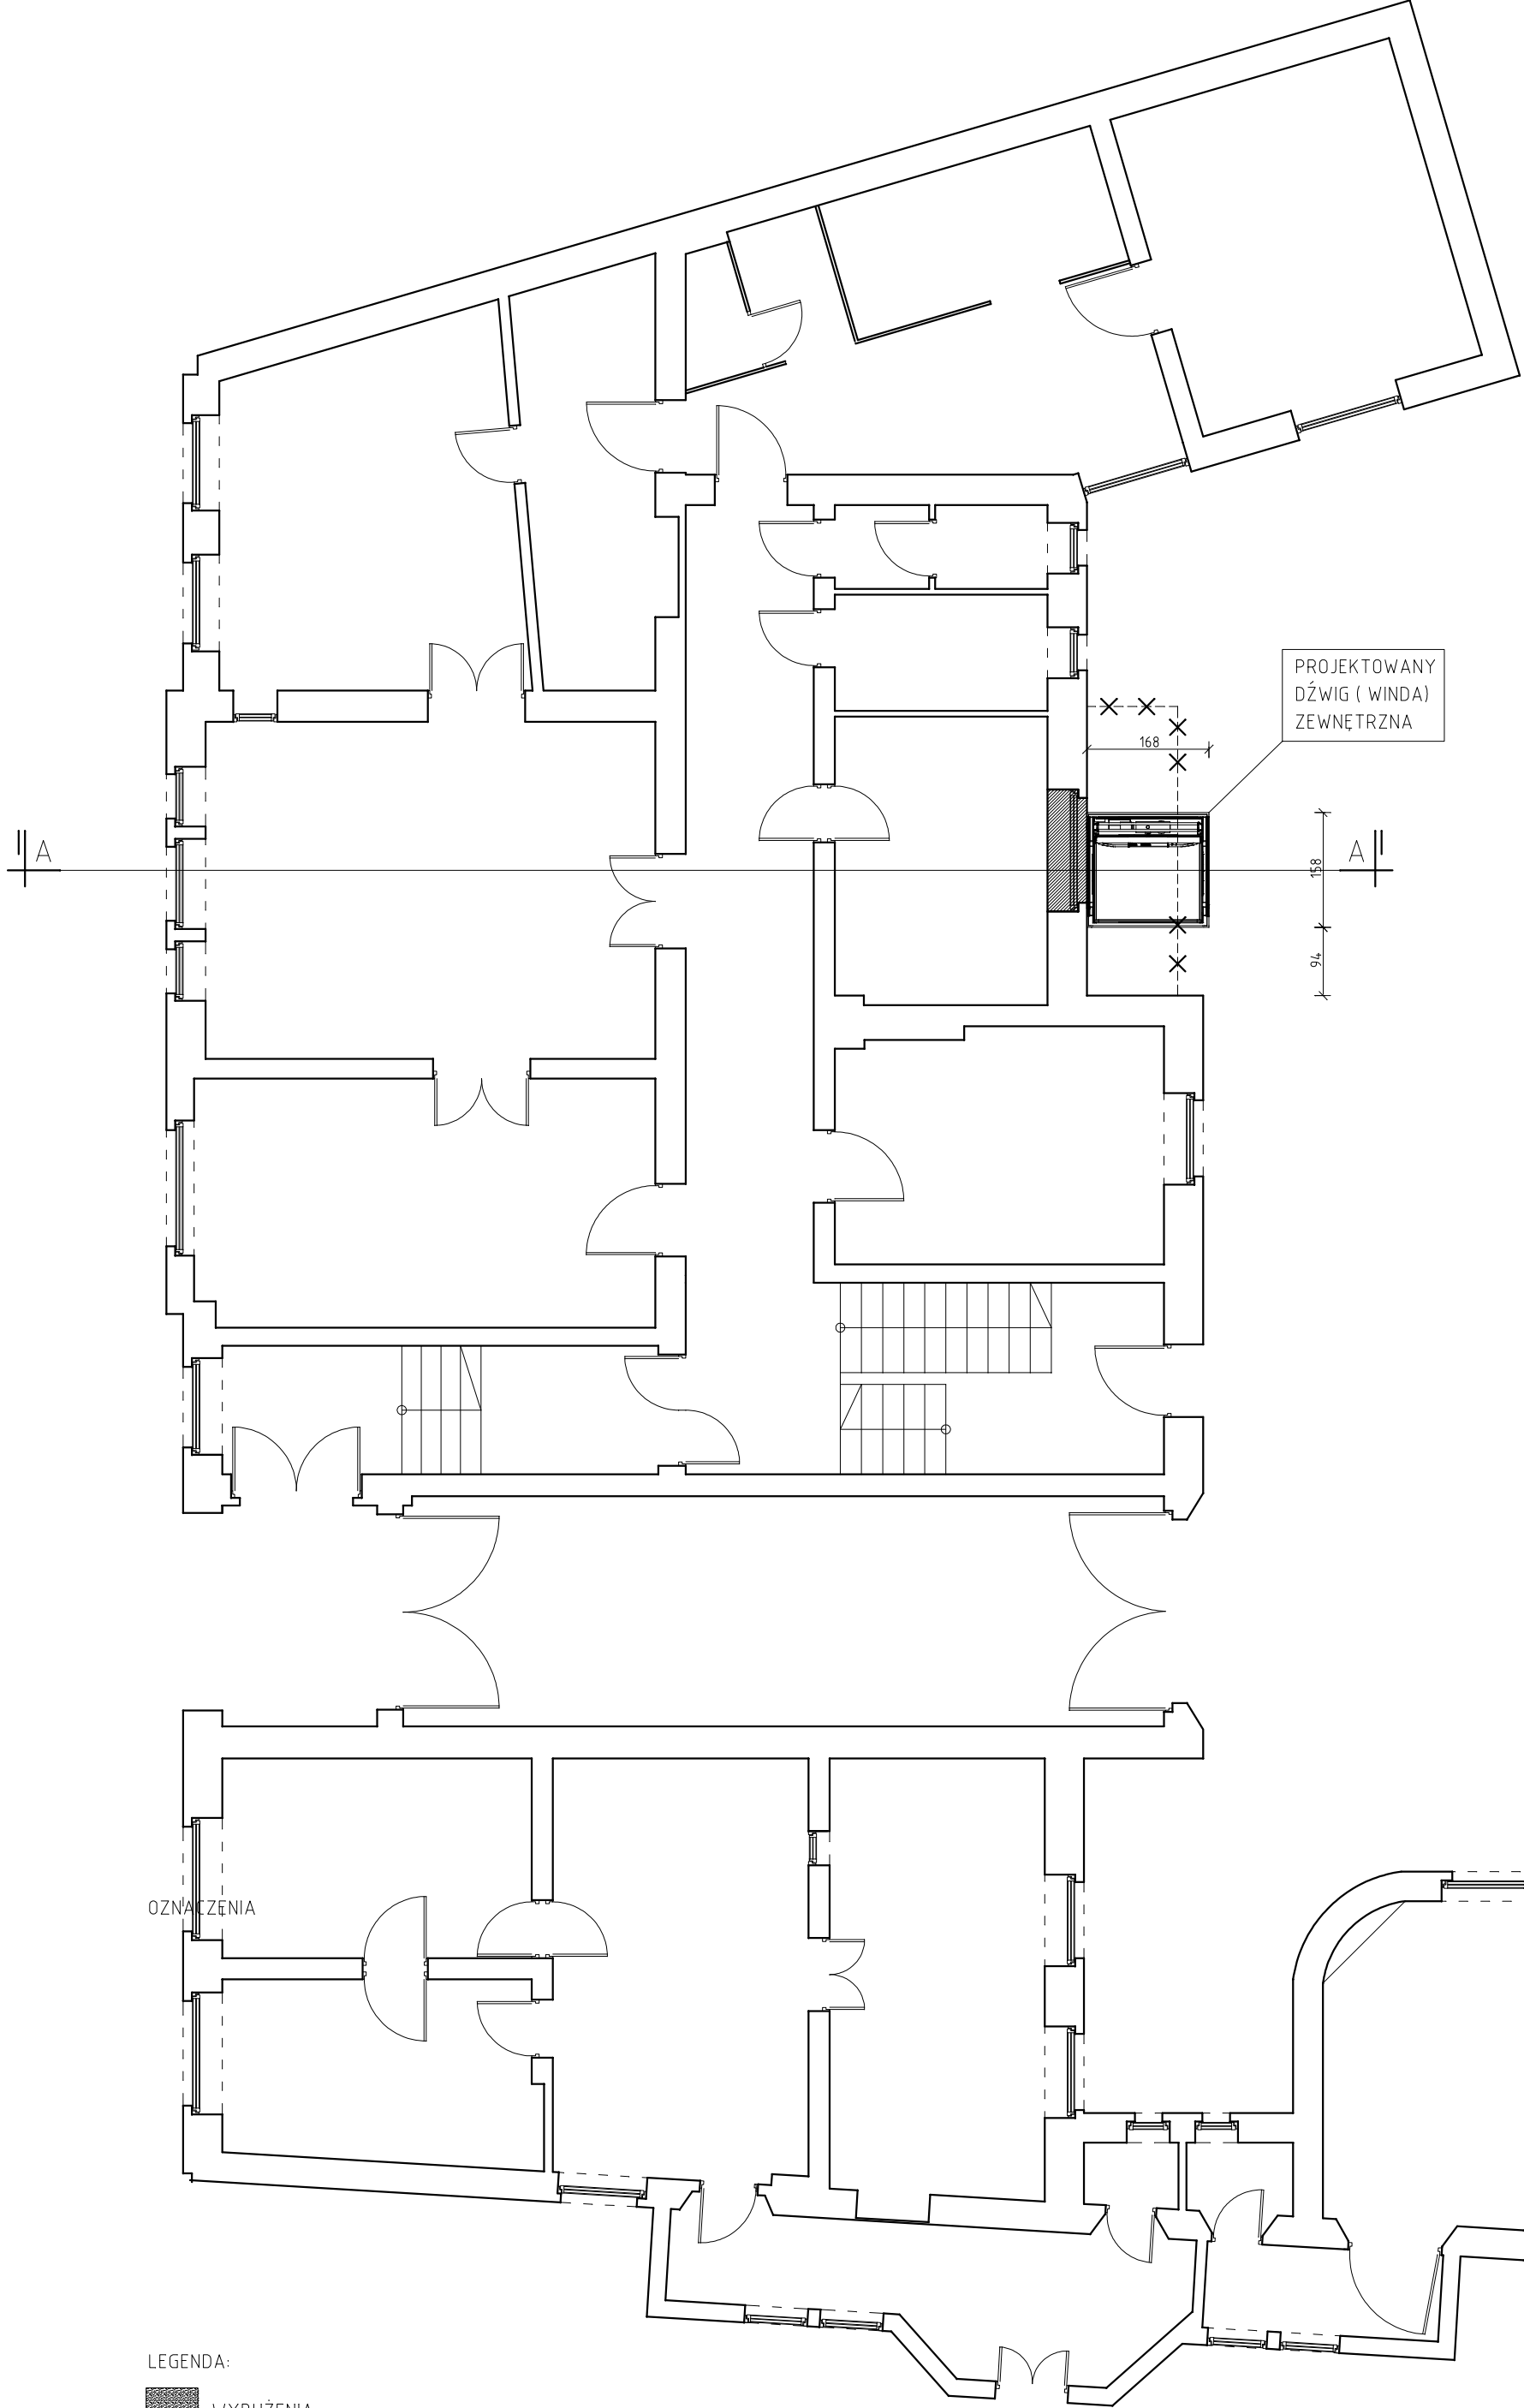 PROJEKTOWANY
DŹWIG ( WINDA)
ZEWNĘTRZNA
168
A
A
158
94
OZNACZENIA
LEGENDA: